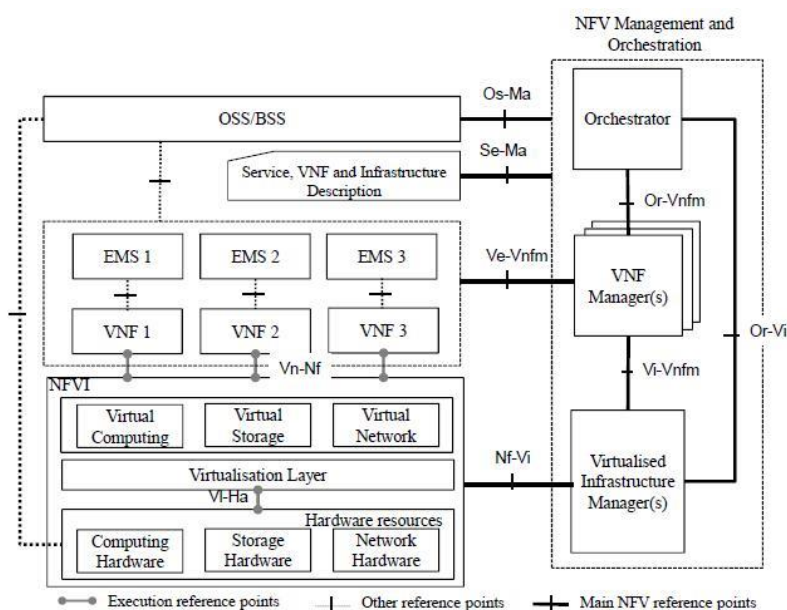 NFV Management and
Orchestration
Os-Ma
OSS/BSS
Orchestrator
Se-Ma
Service, VNF and Infrastructure
Description
Or-Vnfm
EMS 1
EMS 2
EMS 3
Ve-Vnfm
VNF
Manager(s)
VNF 1
VNF 2
VNF 3
Or-Vi
Vn-Nf
Vi-Vnfm
NFVI
Virtual
Computing
Virtual
Storage
Virtual
Network
Nf-Vi
Virtualisation Layer
Virtualised
Infrastructure
Manager(s)
Vl-Ha
Hardware resources
Computing
Hardware
Storage
Hardware
Network
Hardware
Execution reference points
Other reference points
Main NFV reference points